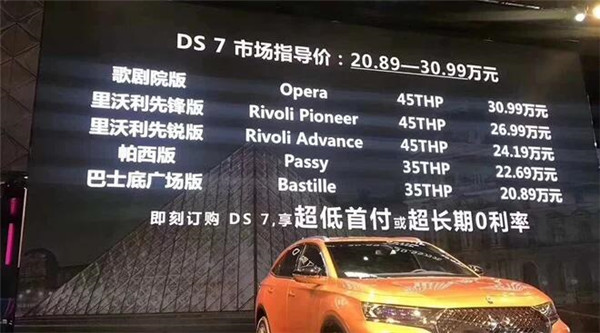 DS 7 市场指导价：20.89—30.99万元
歌剧院版 Opera 45THP 30.99万元
里沃利先锋版 Rivoli Pioneer 45THP 26.99万元
里沃利先锐版 Rivoli Advance 45THP 24.19万元
帕西版 Passy 35THP 22.69万元
巴士底广场版 Bastille 35THP 20.89万元
即刻订购 DS 7,享超低首付或超长期0利率